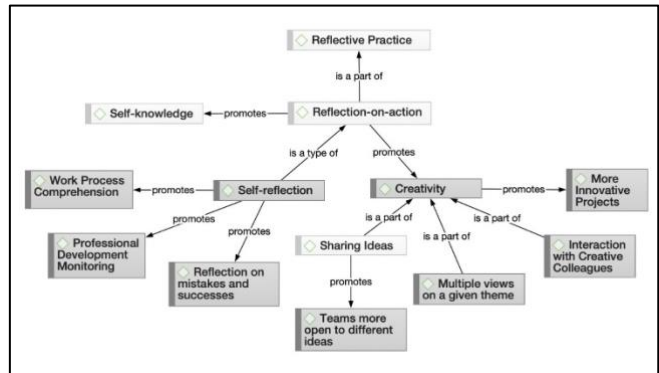 Reflective Practice
is a part of
Self-knowledge
promotes
Reflection-on-action
is a type of
promotes
Work Process
Comprehension
promotes
Self-reflection
Creativity
promotes
More
Innovative
Projects
promotes
promotes
is a part of
is a part of
is a part of
Professional
Development
Monitoring
Reflection on
mistakes and
successes
Sharing Ideas
promotes
Multiple views
on a given theme
Interaction
with Creative
Colleagues
Teams more
open to different
ideas